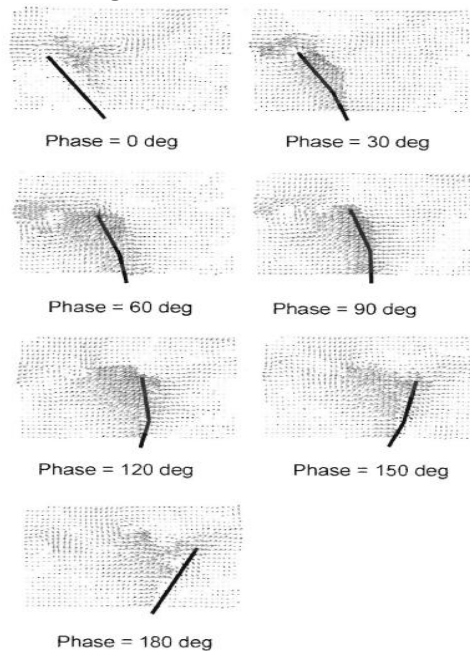 Phase = 0 deg
Phase = 30 deg
Phase = 60 deg
Phase = 90 deg
Phase = 120 deg
Phase = 150 deg
Phase = 180 deg